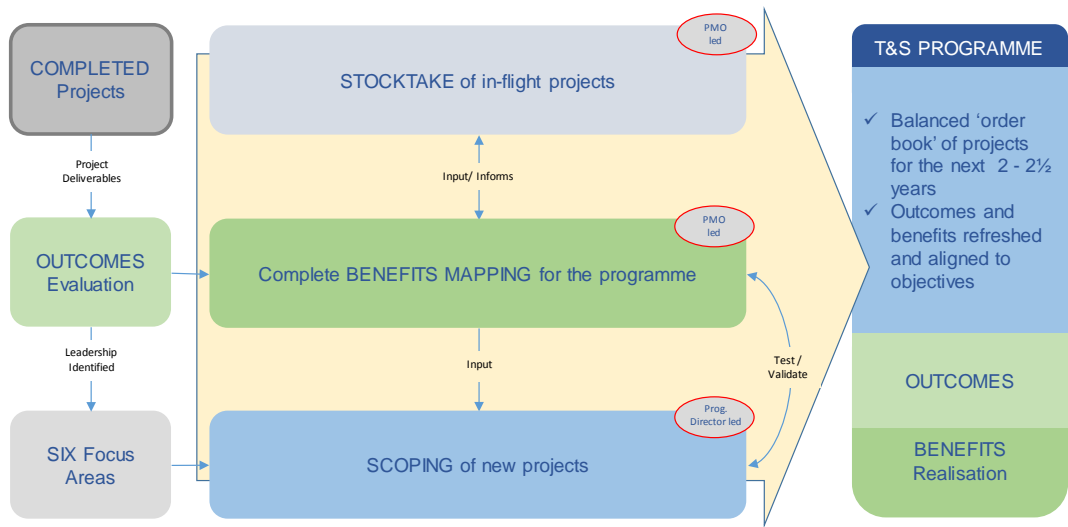 COMPLETED
Projects
Project
Deliverables
OUTCOMES
Evaluation
Leadership
Identified
SIX Focus
Areas
PMO
led
STOCKTAKE of in-flight projects
Input/ Informs
PMO
led
Complete BENEFITS MAPPING for the programme
Input
Test /
Validate
Prog.
Director led
SCOPING of new projects
T&S PROGRAMME
✓ Balanced ‘order
book’ of projects
for the next 2 - 2½
years
✓ Outcomes and
benefits refreshed
and aligned to
objectives
OUTCOMES
BENEFITS
Realisation